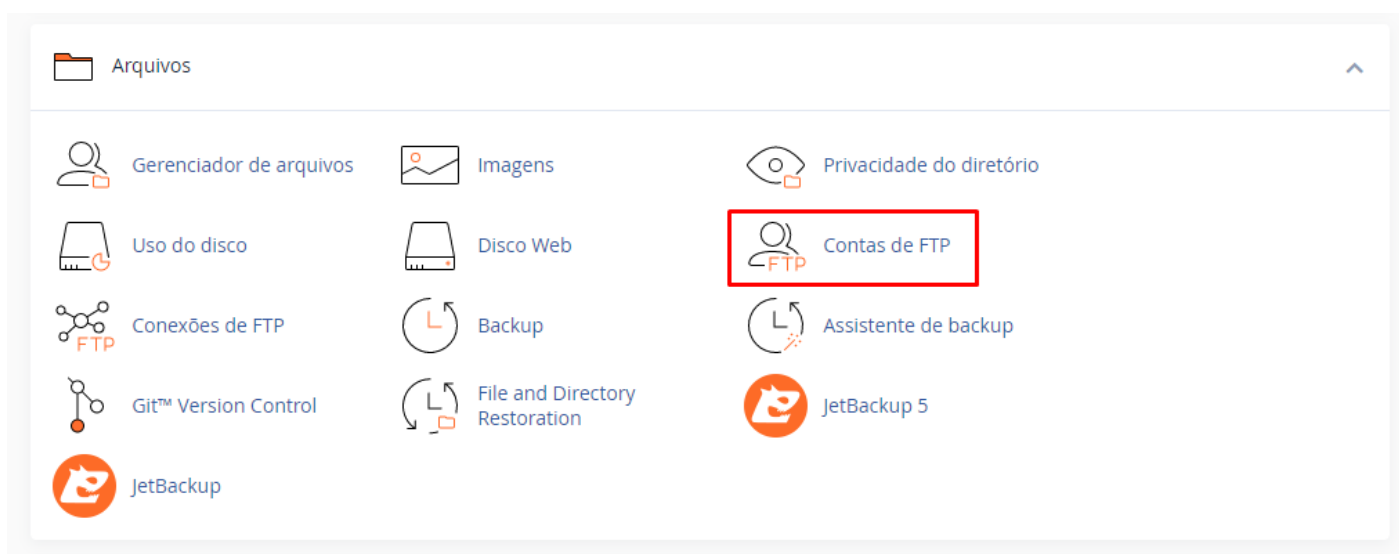 Arquivos
Gerenciador de arquivos
Imagens
Privacidade do diretório
Uso do disco
Disco Web
FTP
Contas de FTP
FTP
Conexões de FTP
Backup
Assistente de backup
Git™ Version Control
File and Directory
Restoration
JetBackup 5
JetBackup